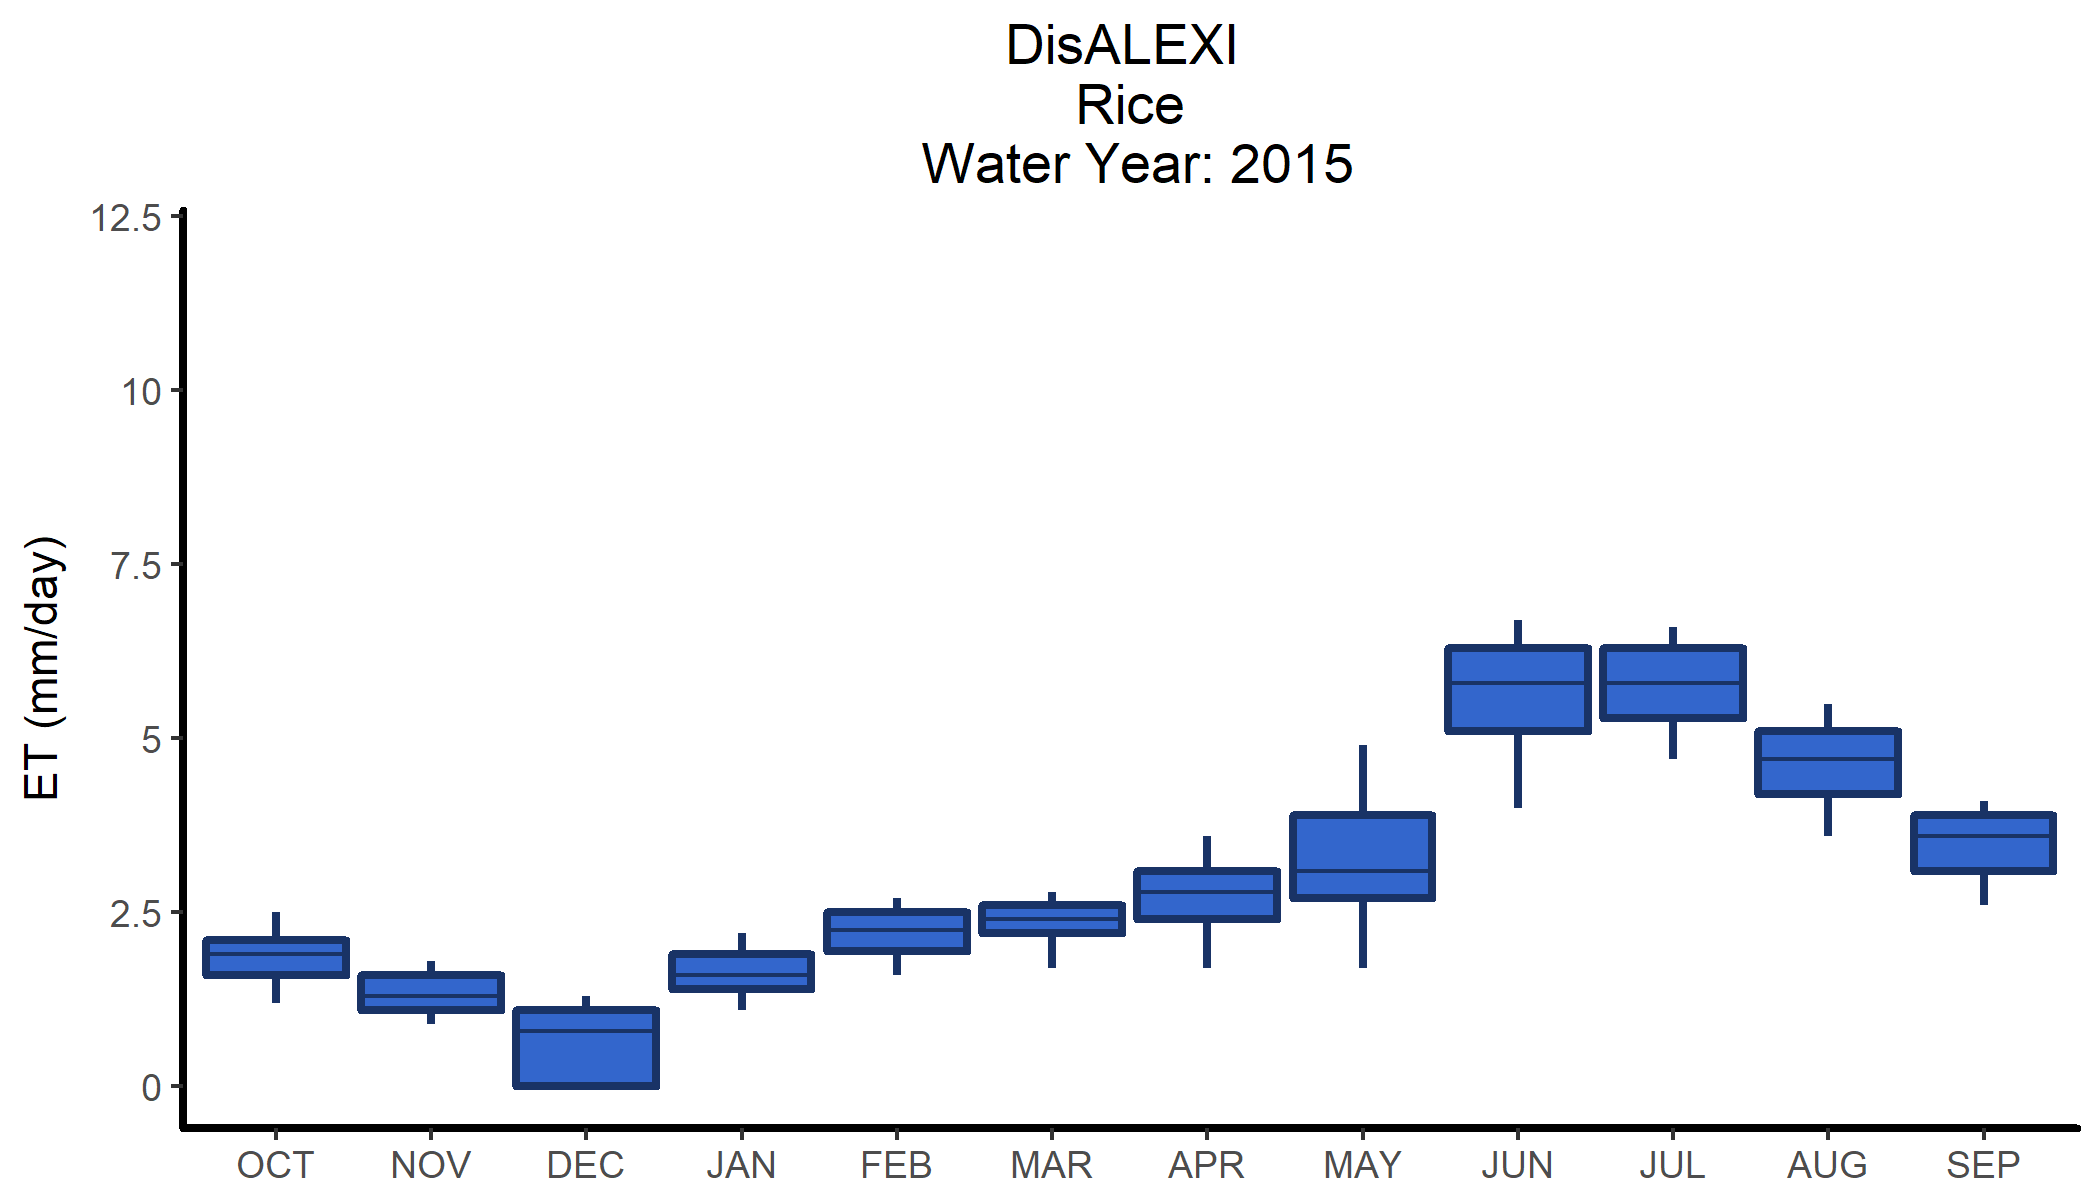 DisALEXI
Rice
Water Year: 2015
12.5
10
7.5
5
2.5
0
ET (mm/day)
OCT NOV DEC JAN FEB MAR APR MAY JUN JUL AUG SEP